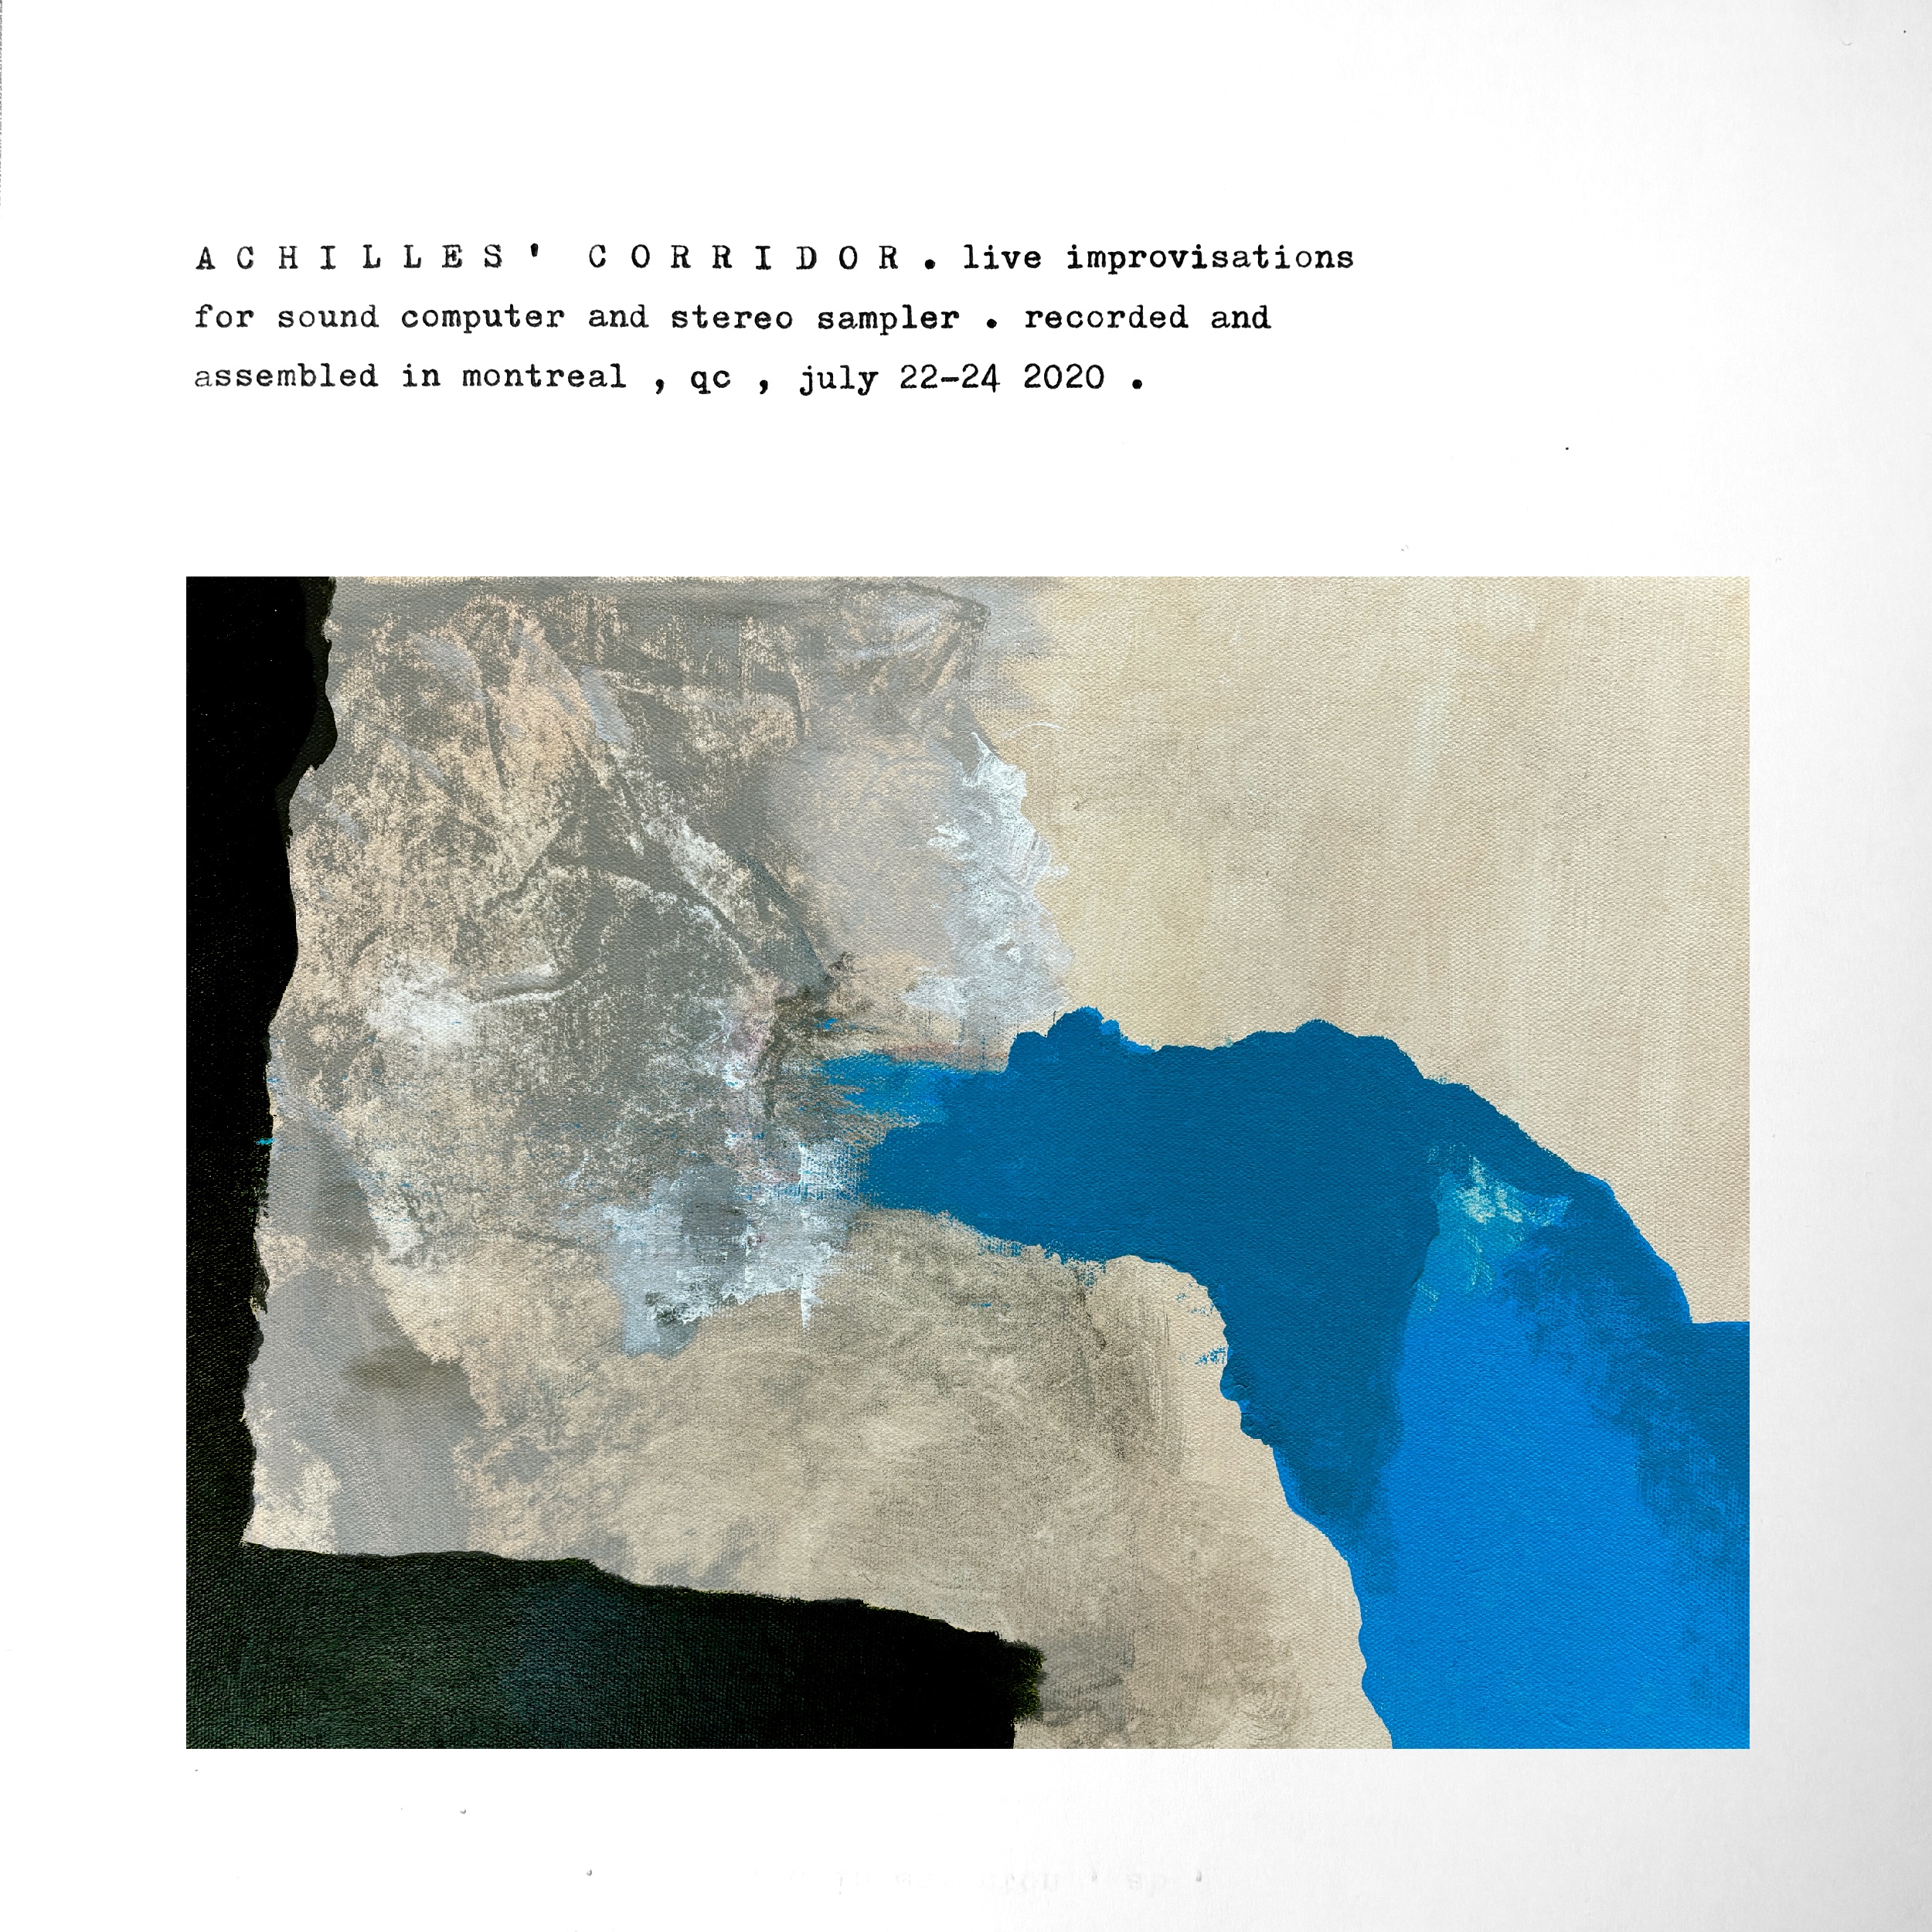 A C H I L L E S ' C O R R I D O R . live improvisations
for sound computer and stereo sampler . recorded and
assembled in montreal , qc , july 22-24 2020 .